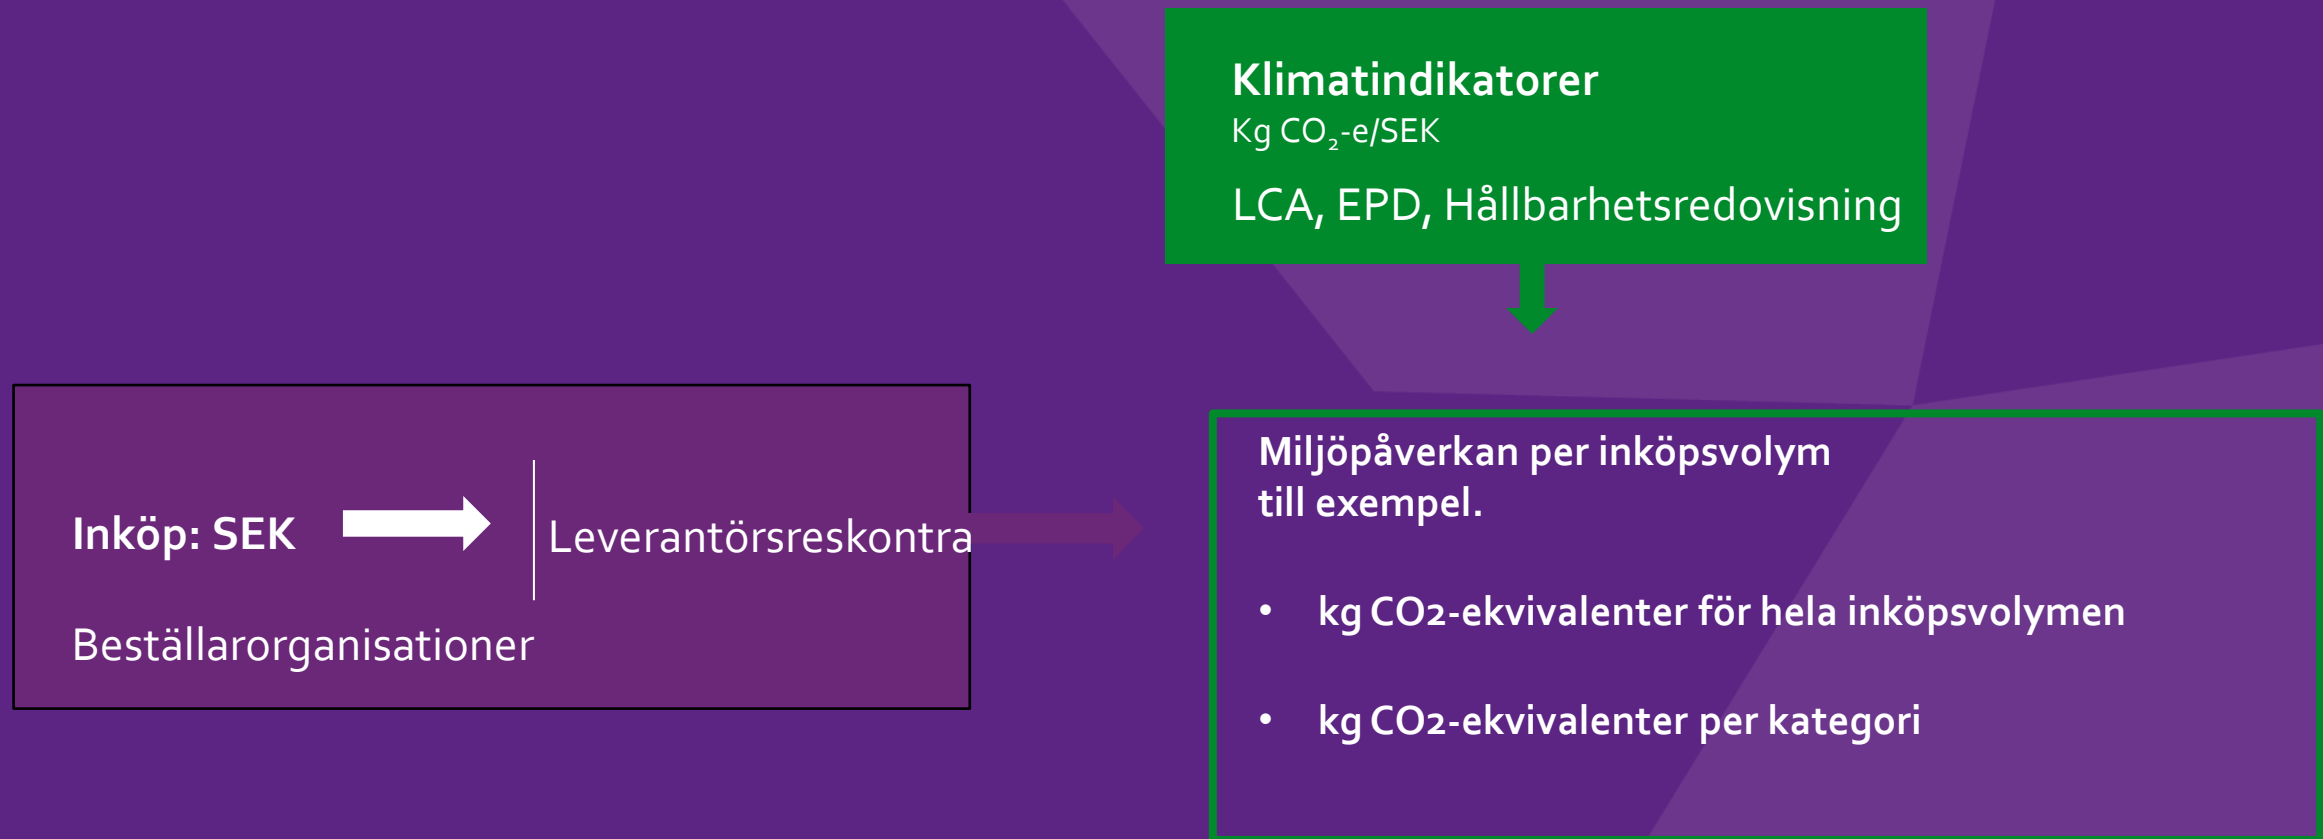 Klimatindikatorer
Kg CO₂-e/SEK
LCA, EPD, Hållbarhetsredovisning
Inköp: SEK
Leverantörsreskontra
Beställarorganisationer
Miljöpåverkan per inköpsvolym
till exempel.
• kg CO2-ekvivalenter för hela inköpsvolymen
• kg CO2-ekvivalenter per kategori